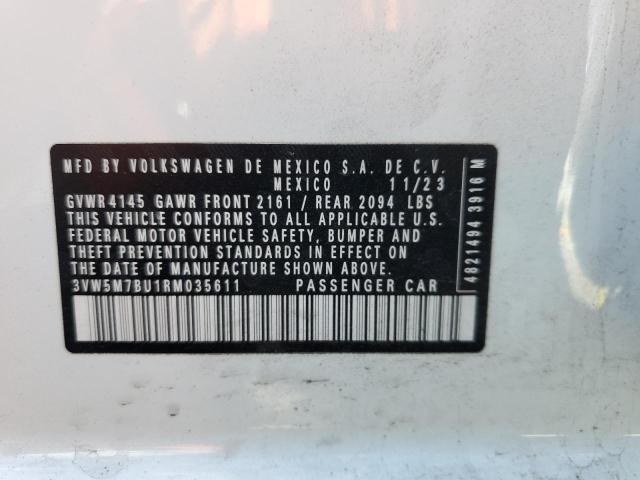 MFD BY VOLKSWAGEN DE MEXICO S.A. DE C.V.
MEXICO 11/23
GVWR4145 GAWR FRONT 2161 / REAR 2094 LBS
THIS VEHICLE CONFORMS TO ALL APPLICABLE U.S.
FEDERAL MOTOR VEHICLE SAFETY, BUMPER AND
THEFT PREVENTION STANDARDS IN EFFECT ON
THE DATE OF MANUFACTURE SHOWN ABOVE.
3VW5M7BU1RM035611 PASSENGER CAR
4821494 3916 M